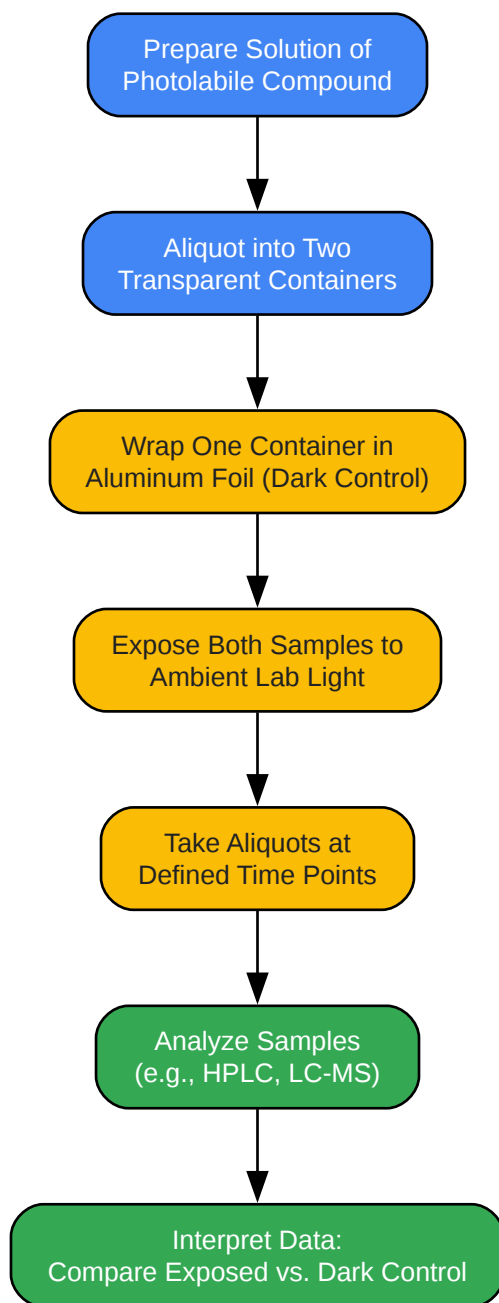 Prepare Solution of
Photolabile Compound
Aliquot into Two
Transparent Containers
Wrap One Container in
Aluminum Foil (Dark Control)
Expose Both Samples to
Ambient Lab Light
Take Aliquots at
Defined Time Points
Analyze Samples
(e.g., HPLC, LC-MS)
Interpret Data:
Compare Exposed vs. Dark Control